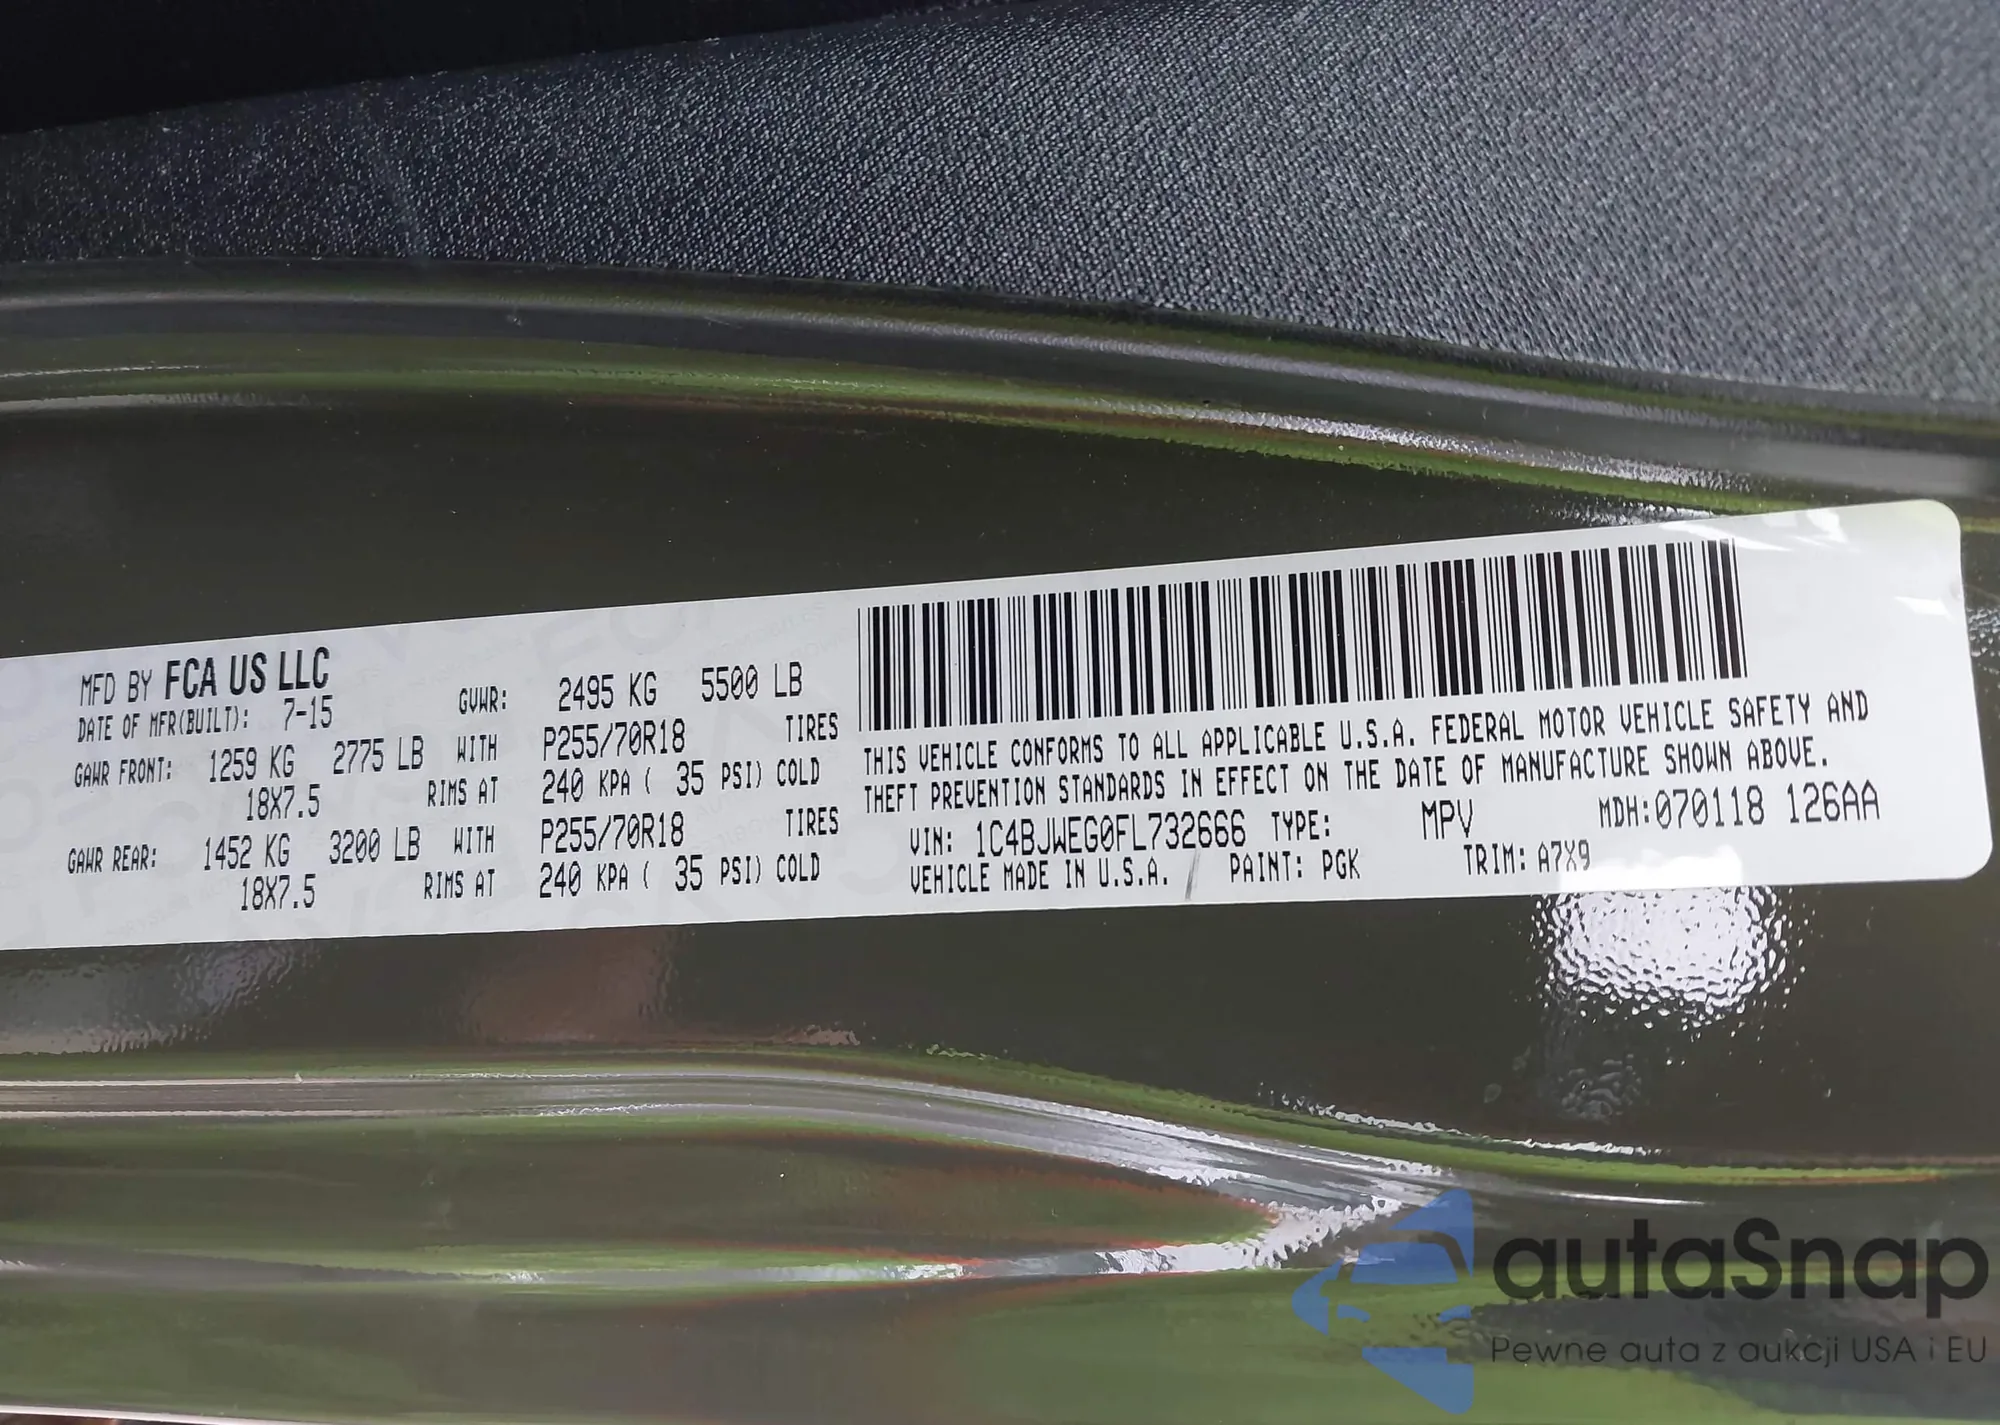 MFD BY FCA US LLC
DATE OF MFR(BUILT): 7-15 GVWR: 2495 KG 5500 LB
GAWR FRONT: 1259 KG 2775 LB WITH P255/70R18 TIRES
18X7.5 RIMS AT 240 KPA ( 35 PSI) COLD
GAWR REAR: 1452 KG 3200 LB WITH P255/70R18 TIRES
18X7.5 RIMS AT 240 KPA ( 35 PSI) COLD
THIS VEHICLE CONFORMS TO ALL APPLICABLE U.S.A. FEDERAL MOTOR VEHICLE SAFETY AND
THEFT PREVENTION STANDARDS IN EFFECT ON THE DATE OF MANUFACTURE SHOWN ABOVE.
VIN: 1C4BJWEG0FL732666 TYPE: MPV MDH:070118 126AA
VEHICLE MADE IN U.S.A. PAINT: PGK TRIM: A7X9
autaSnap
Pewne auta z aukcji USA i EU